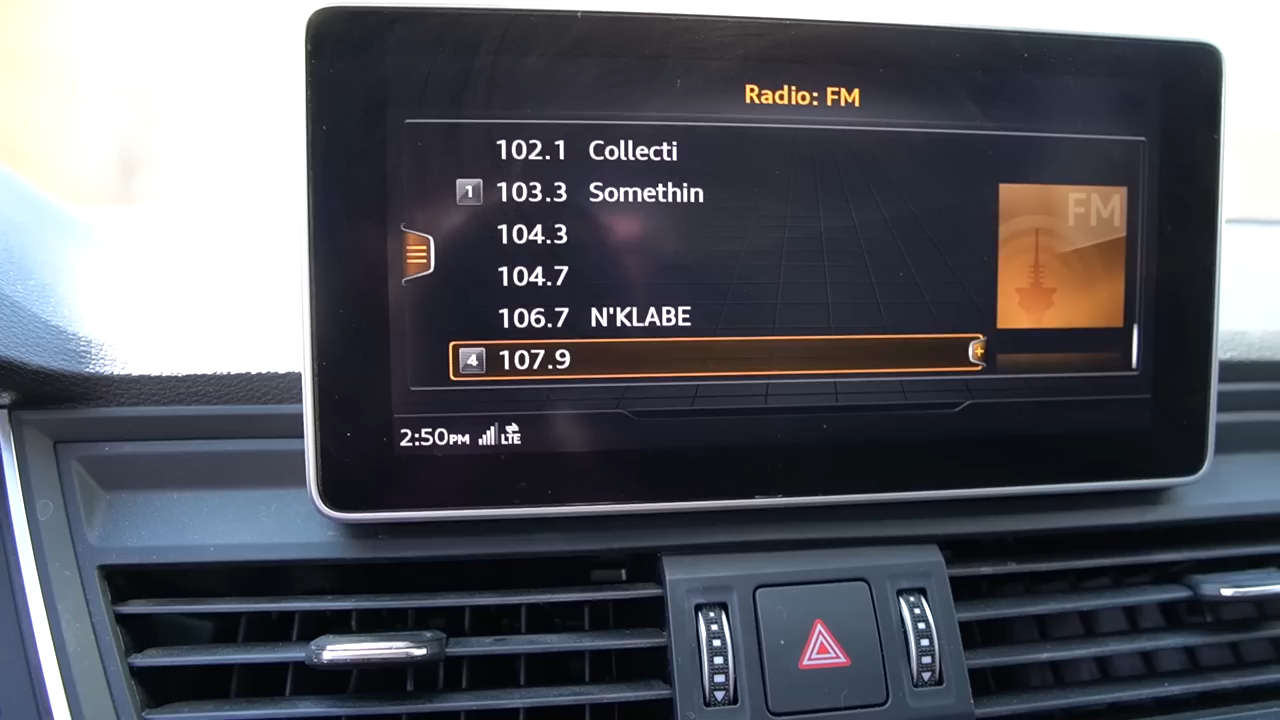 Radio: FM
102.1 Collecti
1 103.3 Somethin
104.3
104.7
106.7 N'KLABE
4 107.9
FM
2:50PM LTE